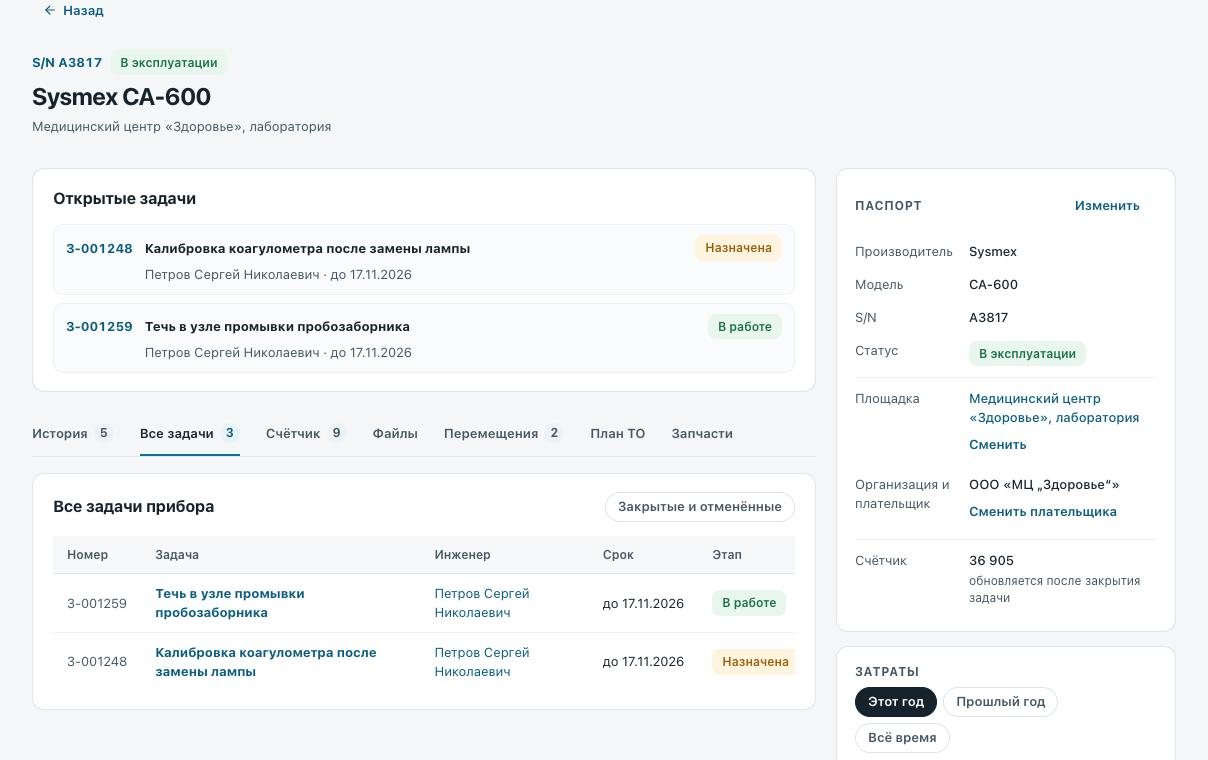 ← Назад
S/N A3817 В эксплуатации
Sysmex CA-600
Медицинский центр «Здоровье», лаборатория
Открытые задачи
З-001248 Калибровка коагулометра после замены лампы Назначена
Петров Сергей Николаевич · до 17.11.2026
З-001259 Течь в узле промывки пробозаборника В работе
Петров Сергей Николаевич · до 17.11.2026
История 5 Все задачи 3 Счётчик 9 Файлы Перемещения 2 План ТО Запчасти
Все задачи прибора Закрытые и отменённые
Номер Задача Инженер Срок Этап
З-001259 Течь в узле промывки пробозаборника Петров Сергей Николаевич до 17.11.2026 В работе
З-001248 Калибровка коагулометра после замены лампы Петров Сергей Николаевич до 17.11.2026 Назначена
ПАСПОРТ Изменить
Производитель Sysmex
Модель CA-600
S/N A3817
Статус В эксплуатации
Площадка Медицинский центр
«Здоровье», лаборатория
Сменить
Организация и плательщик ООО «МЦ „Здоровье“»
Сменить плательщика
Счётчик 36 905
обновляется после закрытия
задачи
ЗАТРАТЫ
Этот год Прошлый год
Всё время